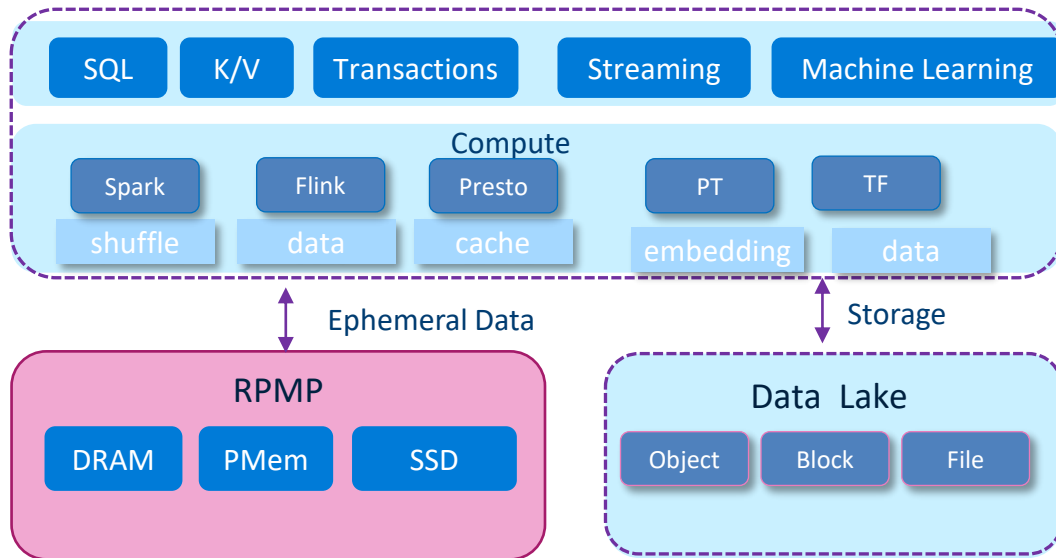 SQL
K/V
Transactions
Streaming
Machine Learning
Compute
Spark
Flink
Presto
PT
TF
shuffle
data
cache
embedding
data
Ephemeral Data
Storage
RPMP
DRAM
PMem
SSD
Data Lake
Object
Block
File